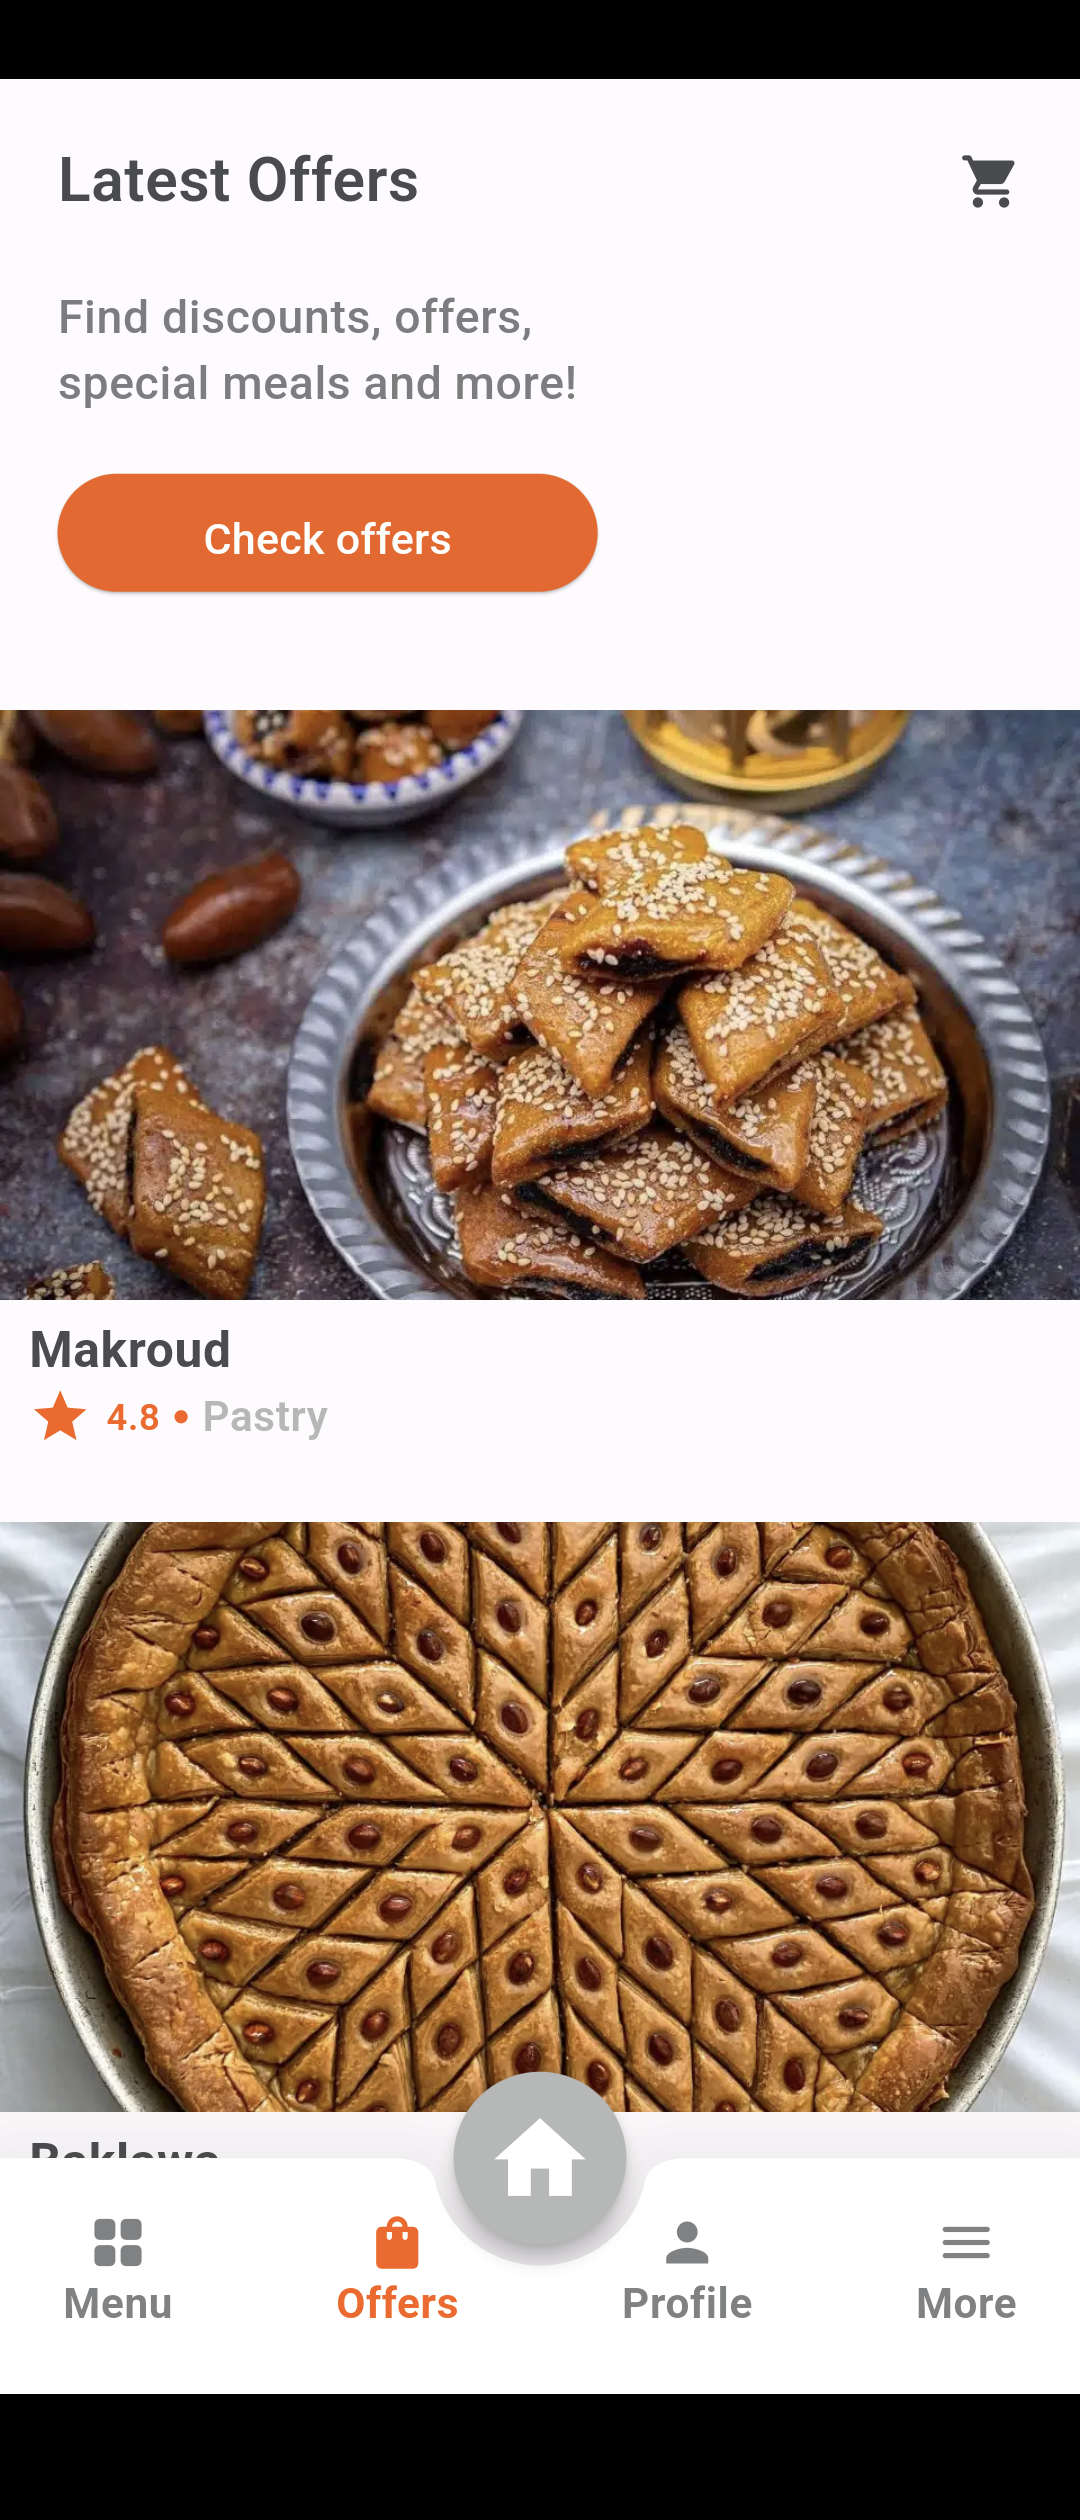 Latest Offers
Find discounts, offers,
special meals and more!
Check offers
Makroud
4.8 • Pastry
Menu
Offers
Profile
More